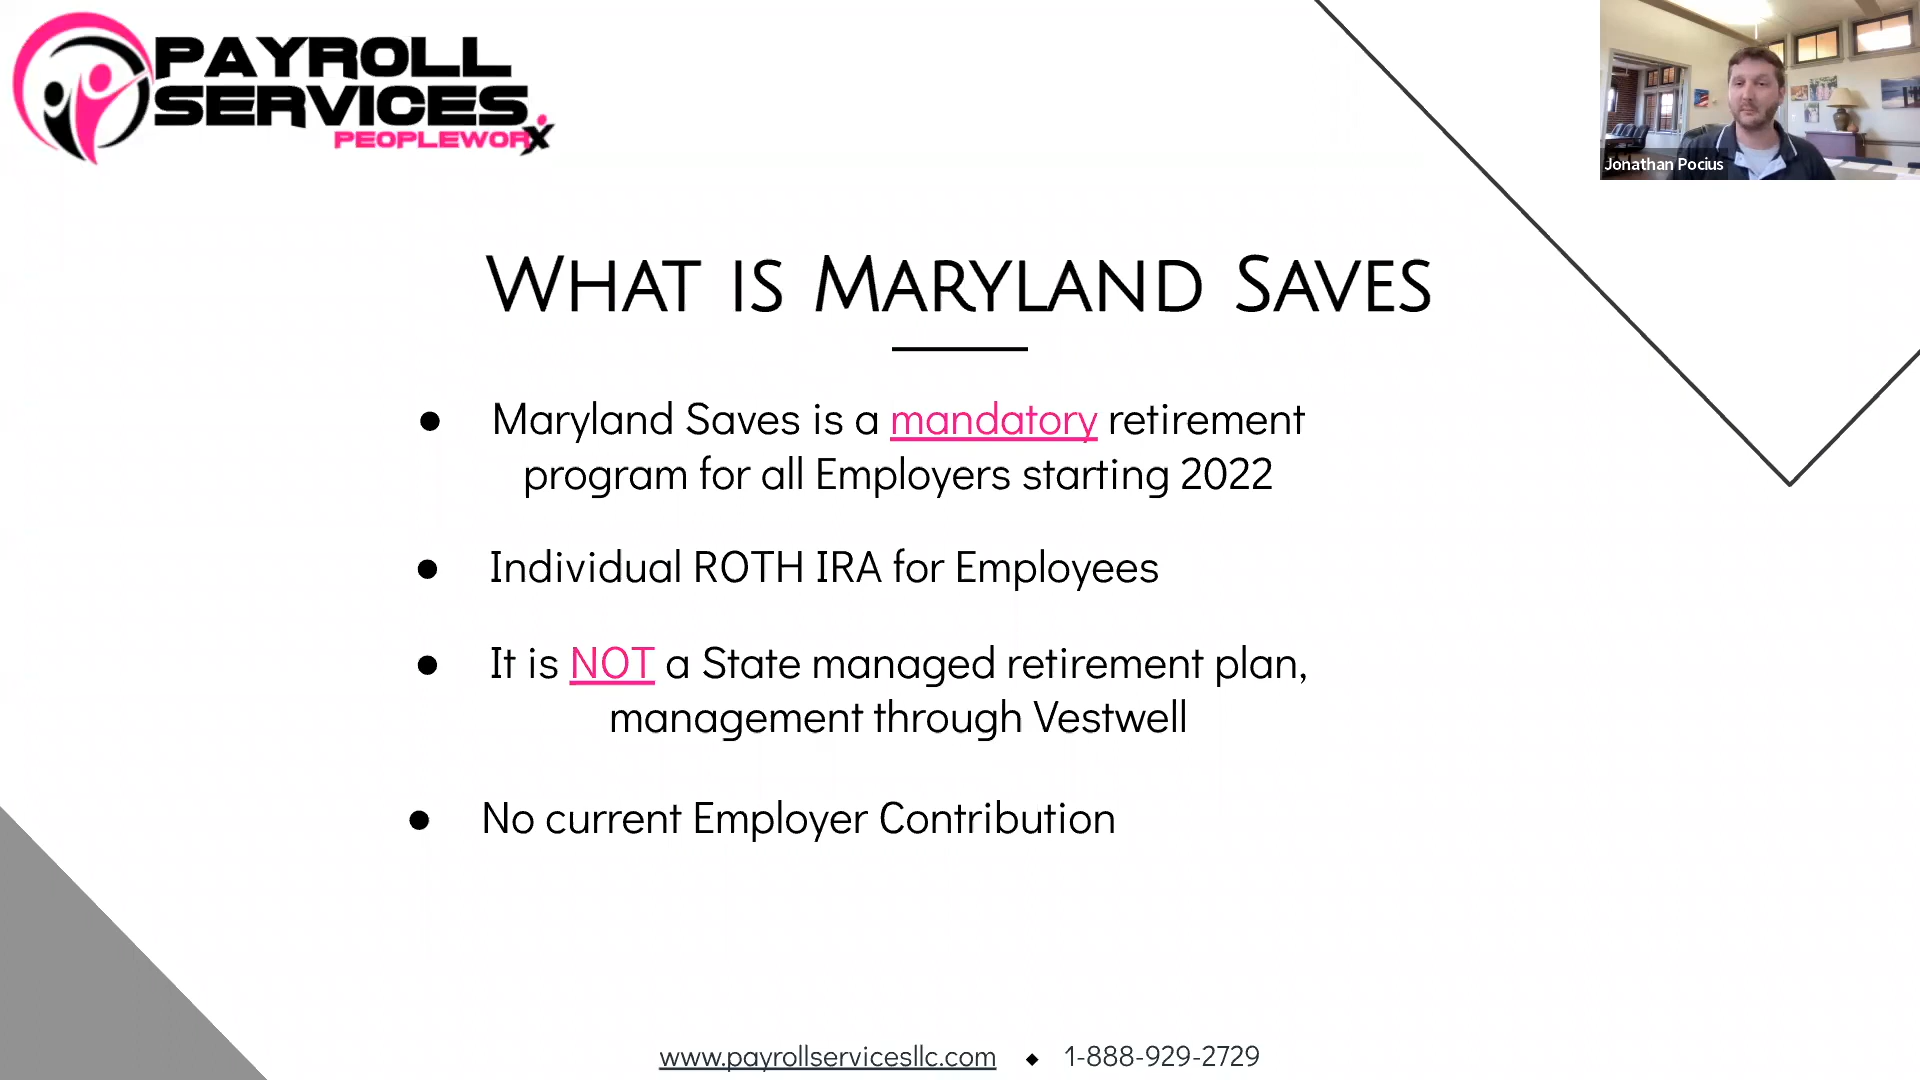 PAYROLL
SERVICES
PEOPLEWORX
Jonathan Pocius
What is Maryland Saves
● Maryland Saves is a mandatory retirement
program for all Employers starting 2022
● Individual ROTH IRA for Employees
● It is NOT a State managed retirement plan,
management through Vestwell
● No current Employer Contribution
www.payrollservicesllc.com ◆ 1-888-929-2729